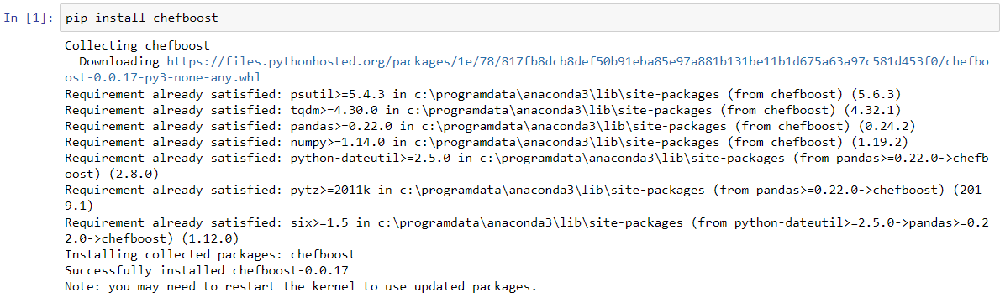 In [1]: pip install chefboost
Collecting chefboost
  Downloading https://files.pythonhosted.org/packages/1e/78/817fb8dcb8def50b91eba85e97a881b131be11b1d675a63a97c581d453f0/chefbo
ost-0.0.17-py3-none-any.whl
Requirement already satisfied: psutil>=5.4.3 in c:\programdata\anaconda3\lib\site-packages (from chefboost) (5.6.3)
Requirement already satisfied: tqdm>=4.30.0 in c:\programdata\anaconda3\lib\site-packages (from chefboost) (4.32.1)
Requirement already satisfied: pandas>=0.22.0 in c:\programdata\anaconda3\lib\site-packages (from chefboost) (0.24.2)
Requirement already satisfied: numpy>=1.14.0 in c:\programdata\anaconda3\lib\site-packages (from chefboost) (1.19.2)
Requirement already satisfied: python-dateutil>=2.5.0 in c:\programdata\anaconda3\lib\site-packages (from pandas>=0.22.0->chefb
oost) (2.8.0)
Requirement already satisfied: pytz>=2011k in c:\programdata\anaconda3\lib\site-packages (from pandas>=0.22.0->chefboost) (201
9.1)
Requirement already satisfied: six>=1.5 in c:\programdata\anaconda3\lib\site-packages (from python-dateutil>=2.5.0->pandas>=0.2
2.0->chefboost) (1.12.0)
Installing collected packages: chefboost
Successfully installed chefboost-0.0.17
Note: you may need to restart the kernel to use updated packages.